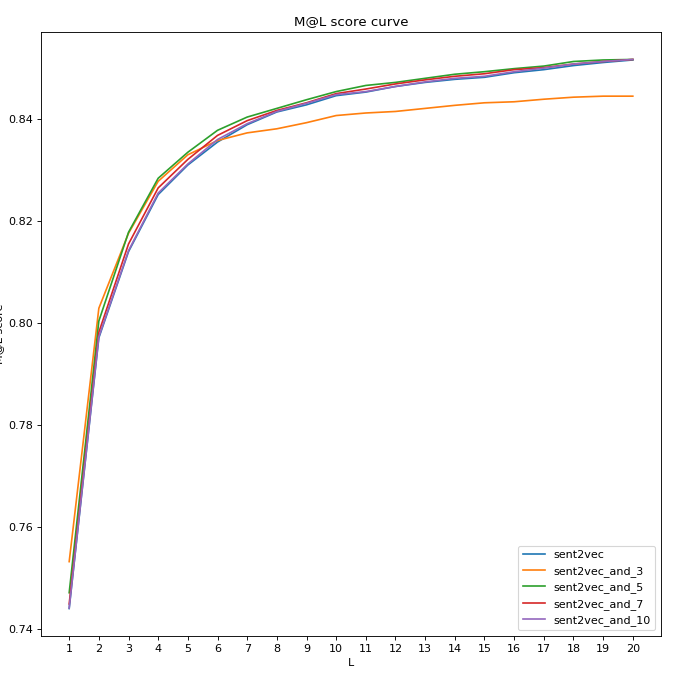 M@L score curve
0.84
0.82
0.80
0.78
0.76
0.74
1 2 3 4 5 6 7 8 9 10 11 12 13 14 15 16 17 18 19 20
L
sent2vec
sent2vec_and_3
sent2vec_and_5
sent2vec_and_7
sent2vec_and_10